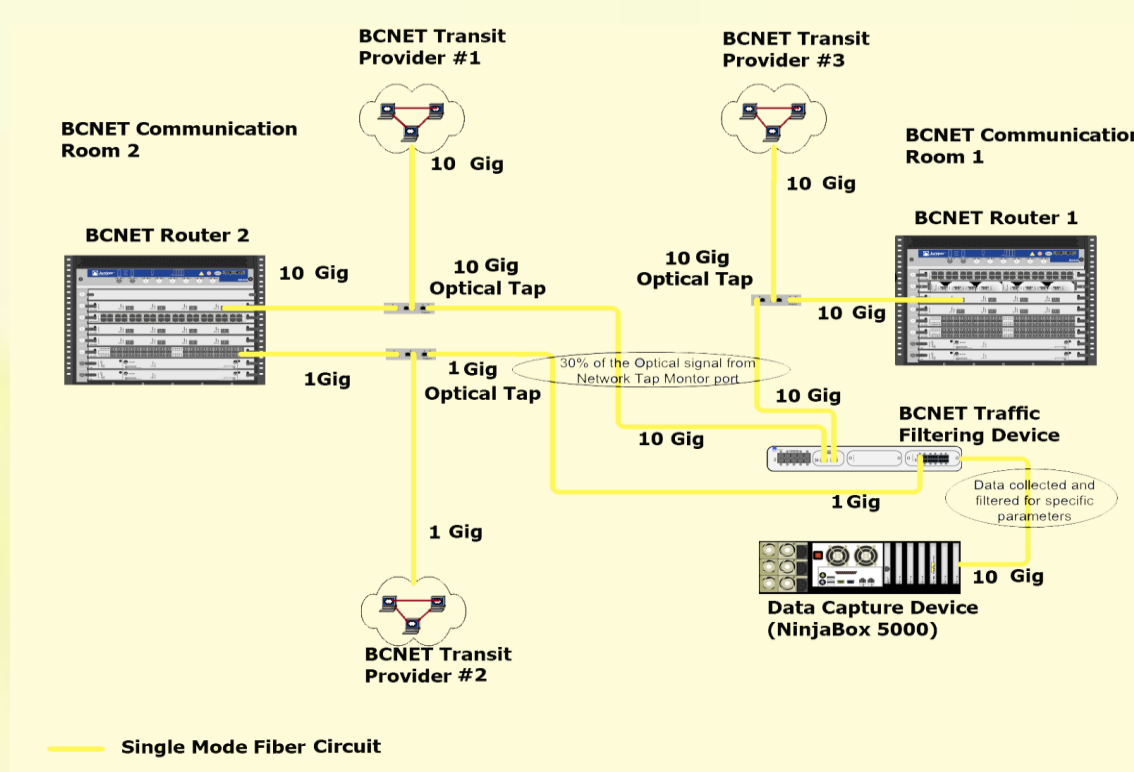 BCNET Transit
Provider #1
BCNET Transit
Provider #3
BCNET Communication
Room 2
BCNET Communication
Room 1
10 Gig
10 Gig
BCNET Router 2
BCNET Router 1
10 Gig
10 Gig
Optical Tap
10 Gig
Optical Tap
10 Gig
1Gig
1 Gig
Optical Tap
30% of the Optical signal from
Network Tap Montor port
10 Gig
10 Gig
BCNET Traffic
Filtering Device
1 Gig
Data collected and
filtered for specific
parameters
1 Gig
10 Gig
Data Capture Device
(NinjaBox 5000)
BCNET Transit
Provider #2
Single Mode Fiber Circuit